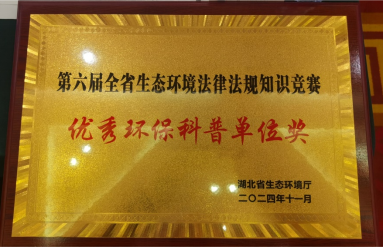 第六届全省生态环境法律法规知识竞赛
优秀环保科普单位奖
湖北省生态环境厅
二〇二四年十一月